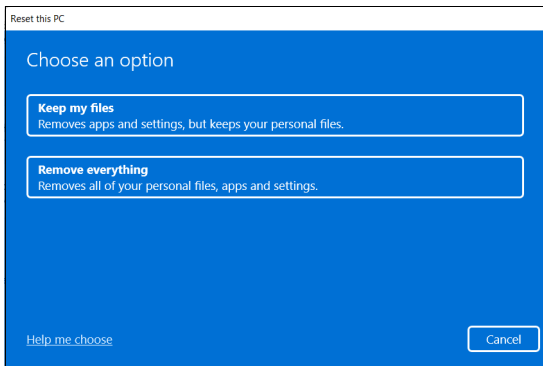 Reset this PC
Choose an option
Keep my files
Removes apps and settings, but keeps your personal files.
Remove everything
Removes all of your personal files, apps and settings.
Help me choose
Cancel